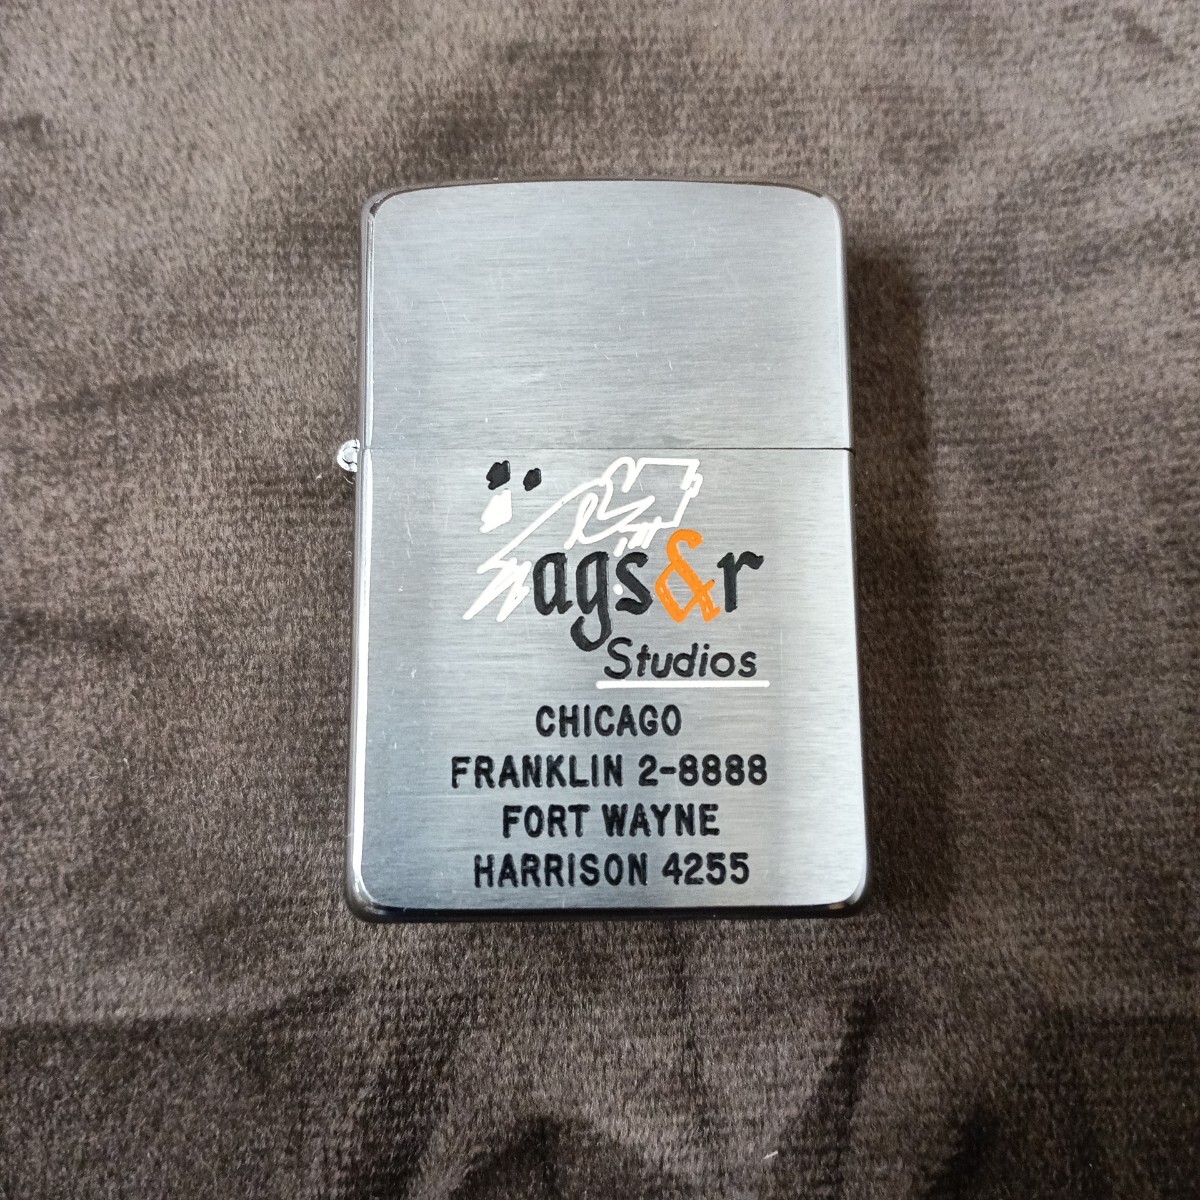 ags&r
Studios
CHICAGO
FRANKLIN 2-8888
FORT WAYNE
HARRISON 4255